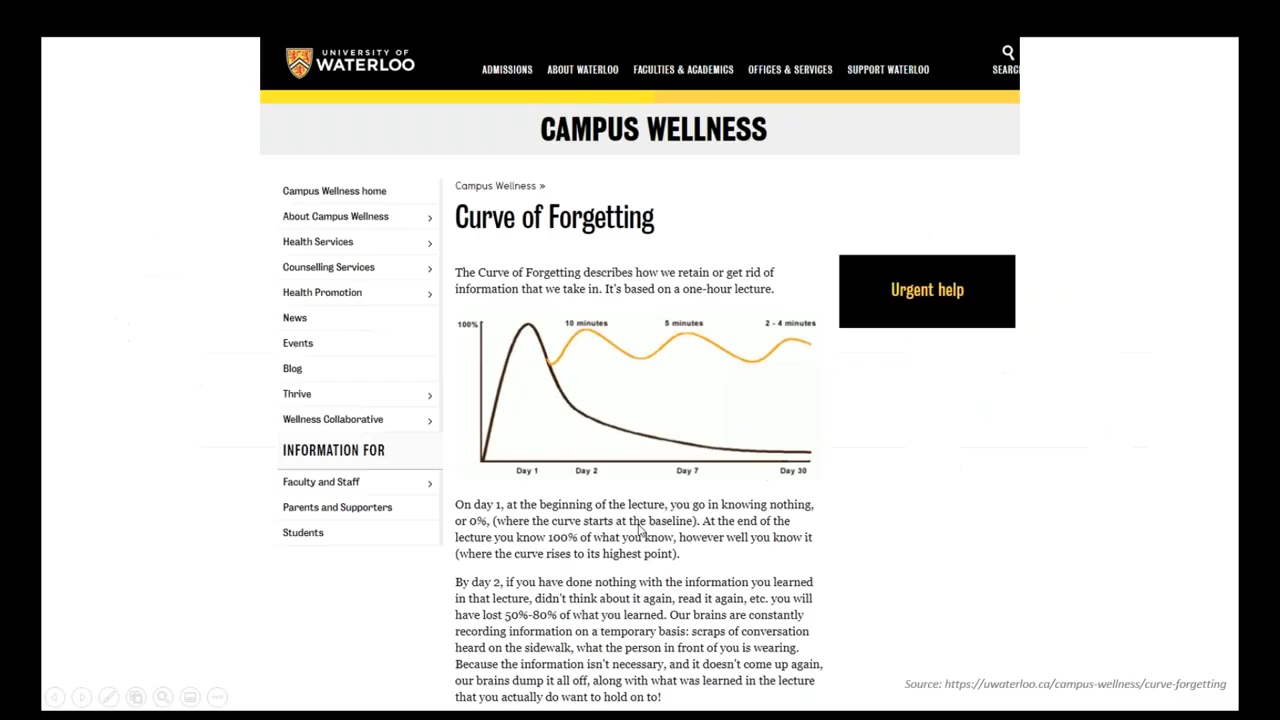 UNIVERSITY OF
WATERLOO
ADMISSIONS ABOUT WATERLOO FACULTIES & ACADEMICS OFFICES & SERVICES SUPPORT WATERLOO
CAMPUS WELLNESS
Campus Wellness home
About Campus Wellness
Health Services
Counselling Services
Health Promotion
News
Events
Blog
Thrive
Wellness Collaborative
INFORMATION FOR
Faculty and Staff
Parents and Supporters
Students
Campus Wellness »
Curve of Forgetting
The Curve of Forgetting describes how we retain or get rid of
information that we take in. It's based on a one-hour lecture.
100% 10 minutes 5 minutes 2 - 4 minutes
Day 1 Day 2 Day 7 Day 30
On day 1, at the beginning of the lecture, you go in knowing nothing,
or 0%, (where the curve starts at the baseline). At the end of the
lecture you know 100% of what you know, however well you know it
(where the curve rises to its highest point).
By day 2, if you have done nothing with the information you learned
in that lecture, didn't think about it again, read it again, etc. you will
have lost 50%-80% of what you learned. Our brains are constantly
recording information on a temporary basis: scraps of conversation
heard on the sidewalk, what the person in front of you is wearing.
Because the information isn't necessary, and it doesn't come up again,
our brains dump it all off, along with what was learned in the lecture
that you actually do want to hold on to!
Urgent help
Source: https://uwaterloo.ca/campus-wellness/curve-forgetting